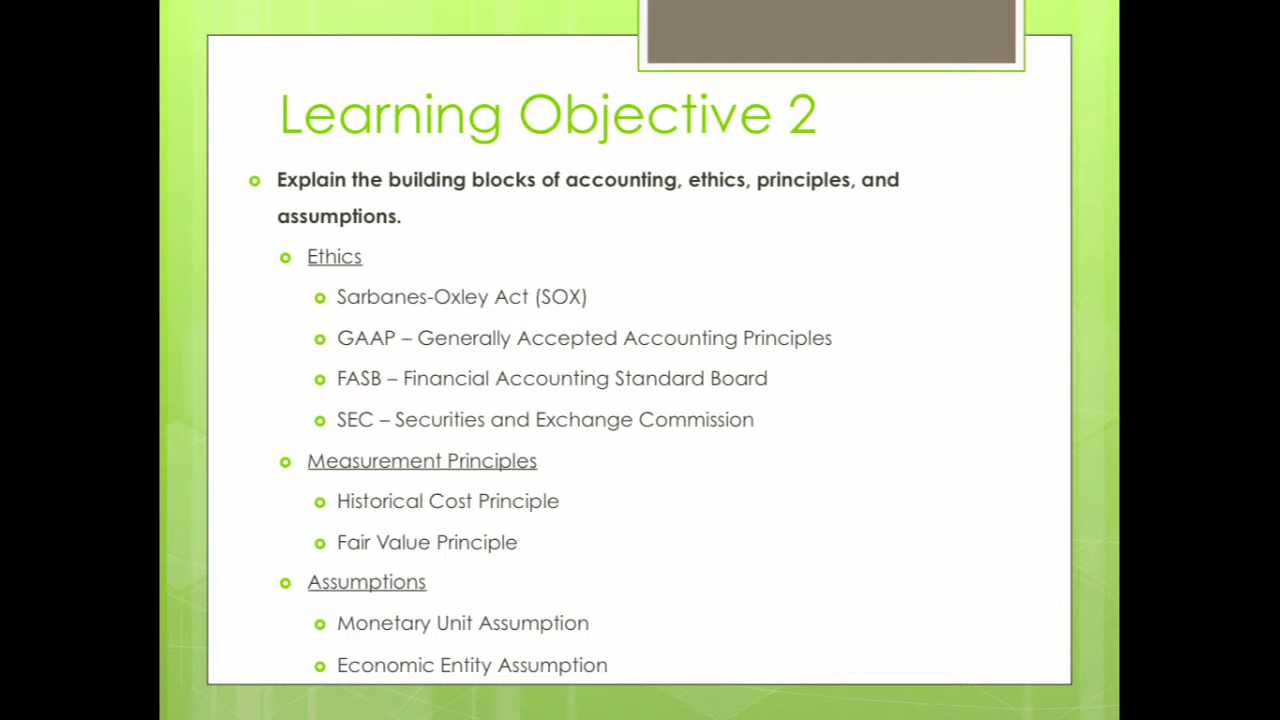 Learning Objective 2
Explain the building blocks of accounting, ethics, principles, and
assumptions.
Ethics
Sarbanes-Oxley Act (SOX)
GAAP – Generally Accepted Accounting Principles
FASB – Financial Accounting Standard Board
SEC – Securities and Exchange Commission
Measurement Principles
Historical Cost Principle
Fair Value Principle
Assumptions
Monetary Unit Assumption
Economic Entity Assumption